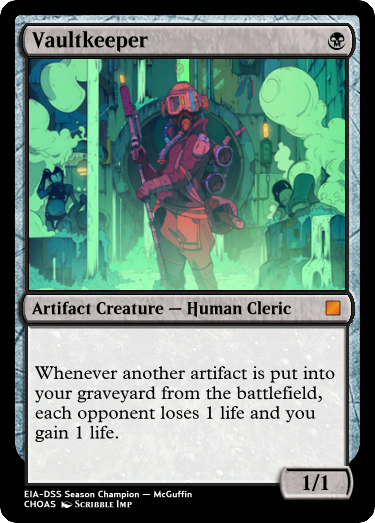 Vaultkeeper
Artifact Creature — Human Cleric
Whenever another artifact is put into
your graveyard from the battlefield,
each opponent loses 1 life and you
gain 1 life.
1/1
EIA-DSS Season Champion — McGuffin
CHOAS Scribble Imp